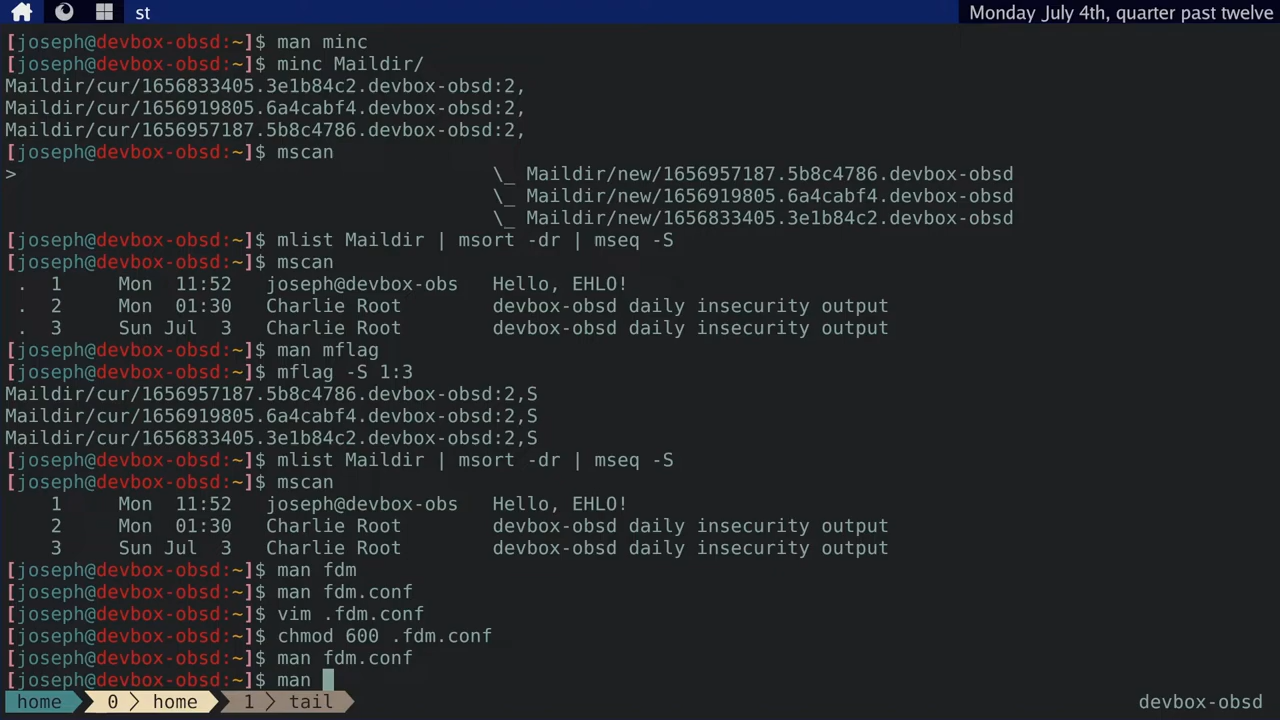 st Monday July 4th, quarter past twelve
[joseph@devbox-obsd:~]$ man minc
[joseph@devbox-obsd:~]$ minc Maildir/
Maildir/cur/1656833405.3e1b84c2.devbox-obsd:2,
Maildir/cur/1656919805.6a4cabf4.devbox-obsd:2,
Maildir/cur/1656957187.5b8c4786.devbox-obsd:2,
[joseph@devbox-obsd:~]$ mscan
> \_ Maildir/new/1656957187.5b8c4786.devbox-obsd
\_ Maildir/new/1656919805.6a4cabf4.devbox-obsd
\_ Maildir/new/1656833405.3e1b84c2.devbox-obsd
[joseph@devbox-obsd:~]$ mlist Maildir | msort -dr | mseq -S
[joseph@devbox-obsd:~]$ mscan
. 1 Mon 11:52 joseph@devbox-obs Hello, EHLO!
. 2 Mon 01:30 Charlie Root devbox-obsd daily insecurity output
. 3 Sun Jul 3 Charlie Root devbox-obsd daily insecurity output
[joseph@devbox-obsd:~]$ man mflag
[joseph@devbox-obsd:~]$ mflag -S 1:3
Maildir/cur/1656957187.5b8c4786.devbox-obsd:2,S
Maildir/cur/1656919805.6a4cabf4.devbox-obsd:2,S
Maildir/cur/1656833405.3e1b84c2.devbox-obsd:2,S
[joseph@devbox-obsd:~]$ mlist Maildir | msort -dr | mseq -S
[joseph@devbox-obsd:~]$ mscan
1 Mon 11:52 joseph@devbox-obs Hello, EHLO!
2 Mon 01:30 Charlie Root devbox-obsd daily insecurity output
3 Sun Jul 3 Charlie Root devbox-obsd daily insecurity output
[joseph@devbox-obsd:~]$ man fdm
[joseph@devbox-obsd:~]$ man fdm.conf
[joseph@devbox-obsd:~]$ vim .fdm.conf
[joseph@devbox-obsd:~]$ chmod 600 .fdm.conf
[joseph@devbox-obsd:~]$ man fdm.conf
[joseph@devbox-obsd:~]$ man
home 0 > home 1 > tail devbox-obsd